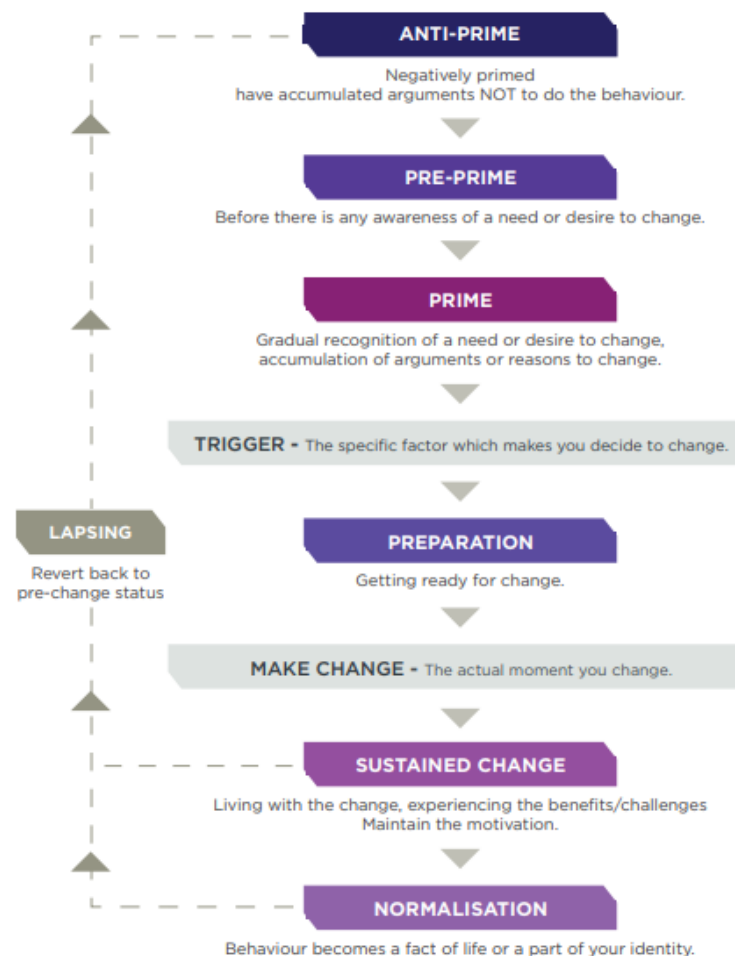 ANTI-PRIME
Negatively primed
have accumulated arguments NOT to do the behaviour.
PRE-PRIME
Before there is any awareness of a need or desire to change.
PRIME
Gradual recognition of a need or desire to change,
accumulation of arguments or reasons to change.
TRIGGER - The specific factor which makes you decide to change.
LAPSING
Revert back to
pre-change status
PREPARATION
Getting ready for change.
MAKE CHANGE - The actual moment you change.
SUSTAINED CHANGE
Living with the change, experiencing the benefits/challenges
Maintain the motivation.
NORMALISATION
Behaviour becomes a fact of life or a part of your identity.